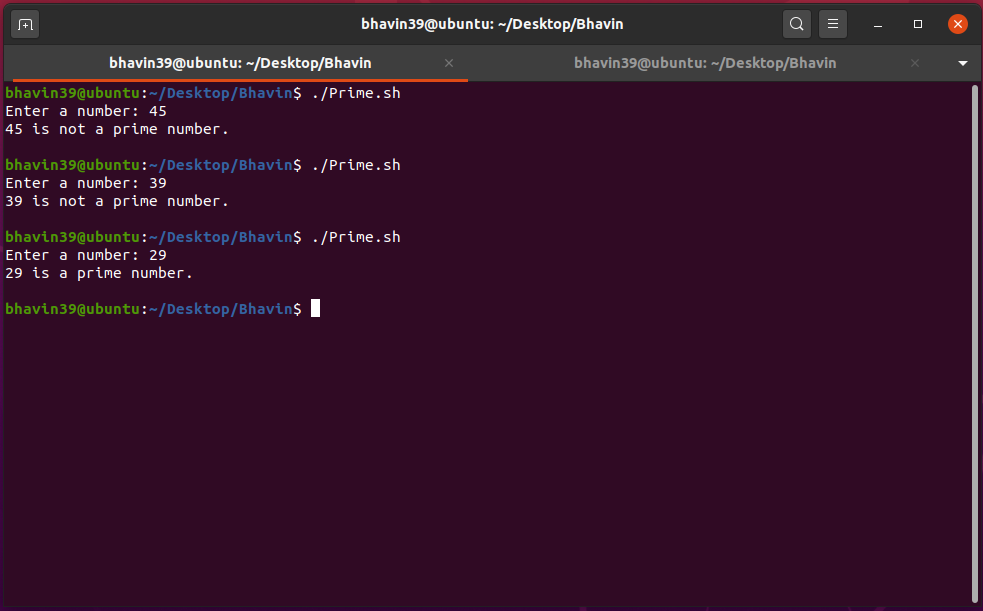 bhavin39@ubuntu: ~/Desktop/Bhavin
bhavin39@ubuntu: ~/Desktop/Bhavin
bhavin39@ubuntu: ~/Desktop/Bhavin
bhavin39@ubuntu:~/Desktop/Bhavin$ ./Prime.sh
Enter a number: 45
45 is not a prime number.
bhavin39@ubuntu:~/Desktop/Bhavin$ ./Prime.sh
Enter a number: 39
39 is not a prime number.
bhavin39@ubuntu:~/Desktop/Bhavin$ ./Prime.sh
Enter a number: 29
29 is a prime number.
bhavin39@ubuntu:~/Desktop/Bhavin$